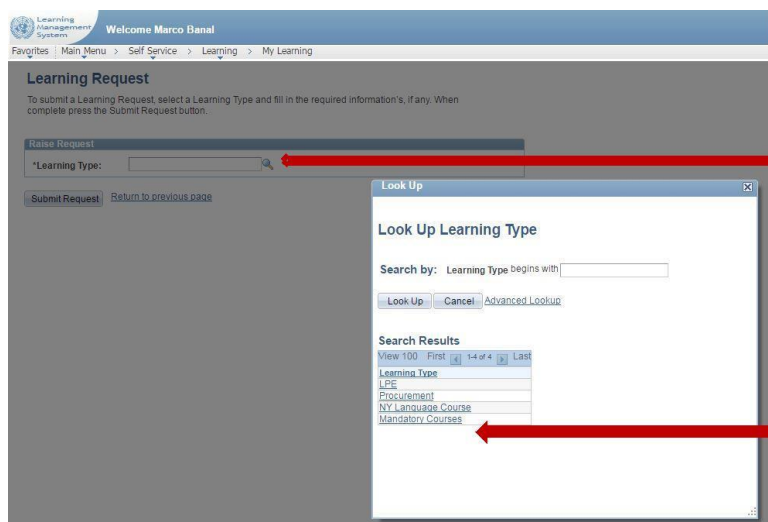 Learning
Management
System
Welcome Marco Banal
Favorites Main Menu > Self Service > Learning > My Learning
Learning Request
To submit a Learning Request, select a Learning Type and fill in the required information's, if any. When
complete press the Submit Request button.
Raise Request
*Learning Type:
Submit Request Return to previous page
Look Up
Look Up Learning Type
Search by: Learning Type begins with
Look Up Cancel Advanced Lookup
Search Results
View 100 First 1-4 of 4 Last
Learning Type
LPE
Procurement
NY Language Course
Mandatory Courses